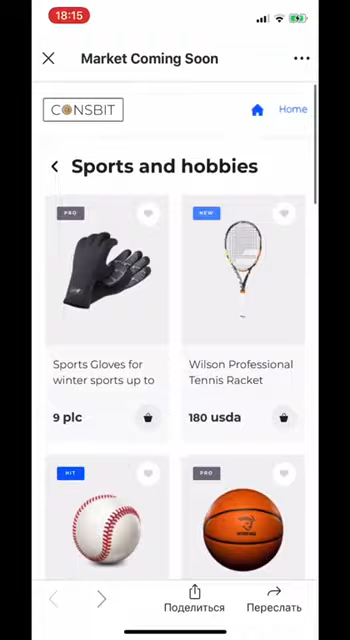 18:15
Market Coming Soon
CONSBIT
Home
Sports and hobbies
PRO
NEW
Sports Gloves for
winter sports up to
Wilson Professional
Tennis Racket
9 plc
180 usda
HIT
PRO
Поделиться
Переслать